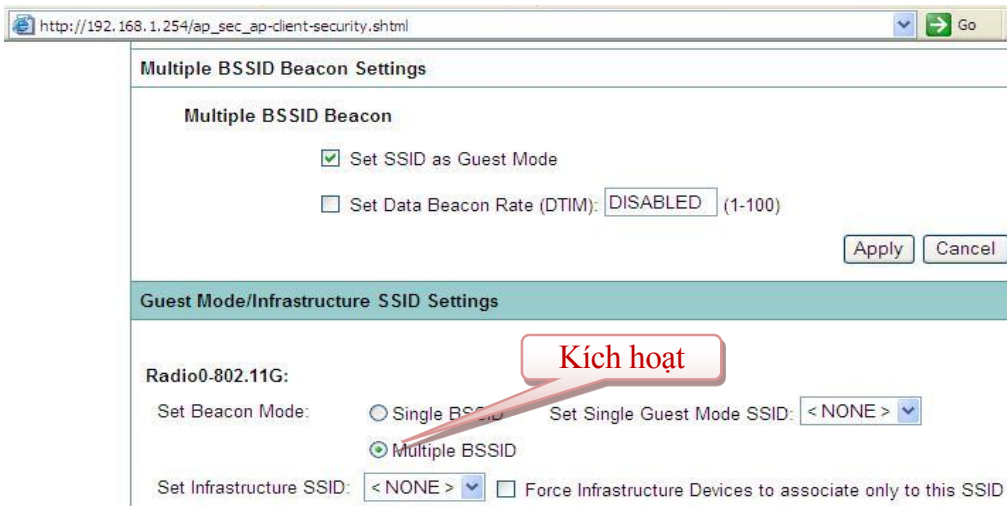 http://192.168.1.254/ap_sec_ap-client-security.shtml Go
Multiple BSSID Beacon Settings
Multiple BSSID Beacon
Set SSID as Guest Mode
Set Data Beacon Rate (DTIM): DISABLED (1-100)
Apply Cancel
Guest Mode/Infrastructure SSID Settings
Kích hoạt
Radio0-802.11G:
Set Beacon Mode: Single BSSID Set Single Guest Mode SSID: < NONE >
Multiple BSSID
Set Infrastructure SSID: < NONE > Force Infrastructure Devices to associate only to this SSID